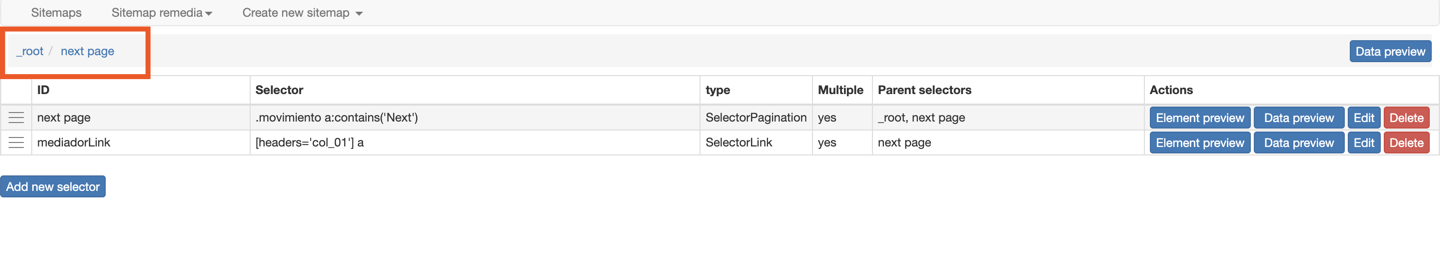 Sitemaps Sitemap remedia Create new sitemap
_root / next page Data preview
ID Selector type Multiple Parent selectors Actions
next page .movimiento a:contains('Next') SelectorPagination yes _root, next page Element preview Data preview Edit Delete
mediadorLink [headers='col_01'] a SelectorLink yes next page Element preview Data preview Edit Delete
Add new selector